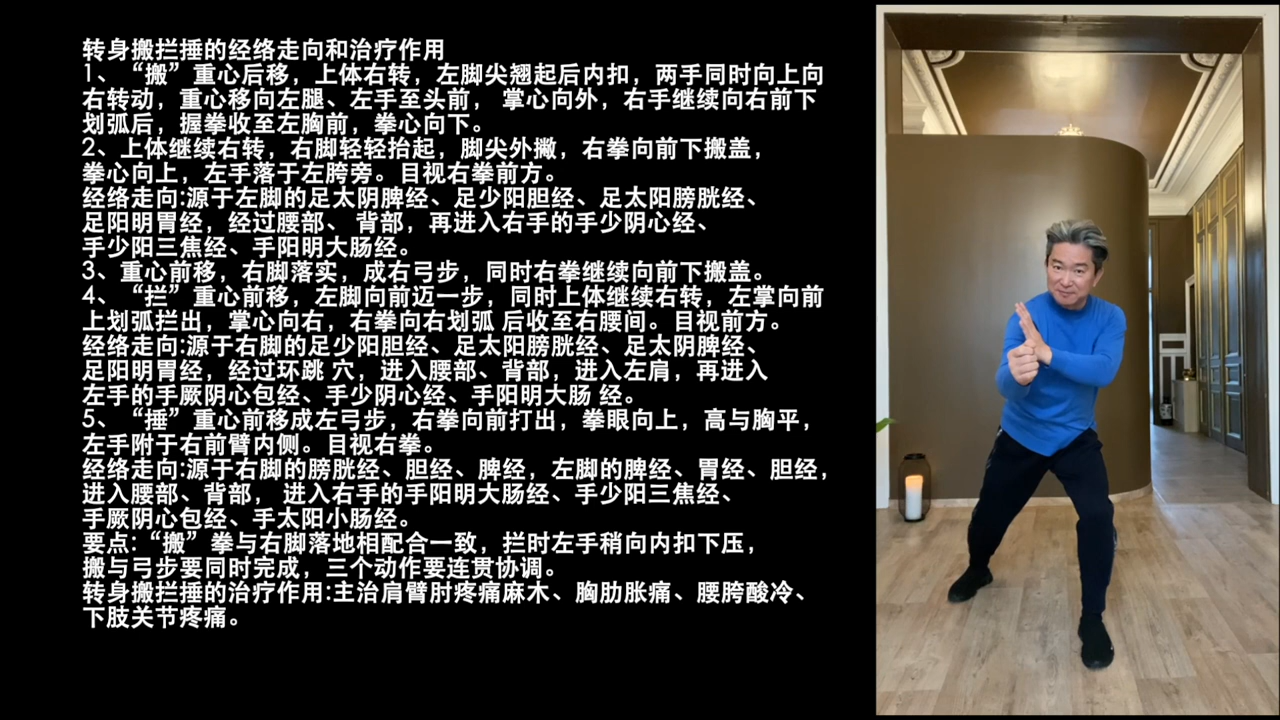 转身搬拦捶的经络走向和治疗作用
1、“搬”重心后移，上体右转，左脚尖翘起后内扣，两手同时向上向
右转动，重心移向左腿、左手至头前， 掌心向外，右手继续向右前下
划弧后，握拳收至左胸前，拳心向下。
2、上体继续右转，右脚轻轻抬起，脚尖外撇，右拳向前下搬盖，
拳心向上，左手落于左胯旁。目视右拳前方。
经络走向:源于左脚的足太阴脾经、足少阳胆经、足太阳膀胱经、
足阳明胃经，经过腰部、 背部，再进入右手的手少阴心经、
手少阳三焦经、手阳明大肠经。
3、重心前移，右脚落实，成右弓步，同时右拳继续向前下搬盖。
4、“拦”重心前移，左脚向前迈一步，同时上体继续右转，左掌向前
上划弧拦出，掌心向右，右拳向右划弧 后收至右腰间。目视前方。
经络走向:源于右脚的足少阳胆经、足太阳膀胱经、足太阴脾经、
足阳明胃经，经过环跳 穴，进入腰部、背部，进入左肩，再进入
左手的手厥阴心包经、手少阴心经、手阳明大肠 经。
5、“捶”重心前移成左弓步，右拳向前打出，拳眼向上，高与胸平，
左手附于右前臂内侧。目视右拳。
经络走向:源于右脚的膀胱经、胆经、脾经，左脚的脾经、胃经、胆经，
进入腰部、背部， 进入右手的手阳明大肠经、手少阳三焦经、
手厥阴心包经、手太阳小肠经。
要点:“搬”拳与右脚落地相配合一致，拦时左手稍向内扣下压，
搬与弓步要同时完成，三个动作要连贯协调。
转身搬拦捶的治疗作用:主治肩臂肘疼痛麻木、胸肋胀痛、腰胯酸冷、
下肢关节疼痛。